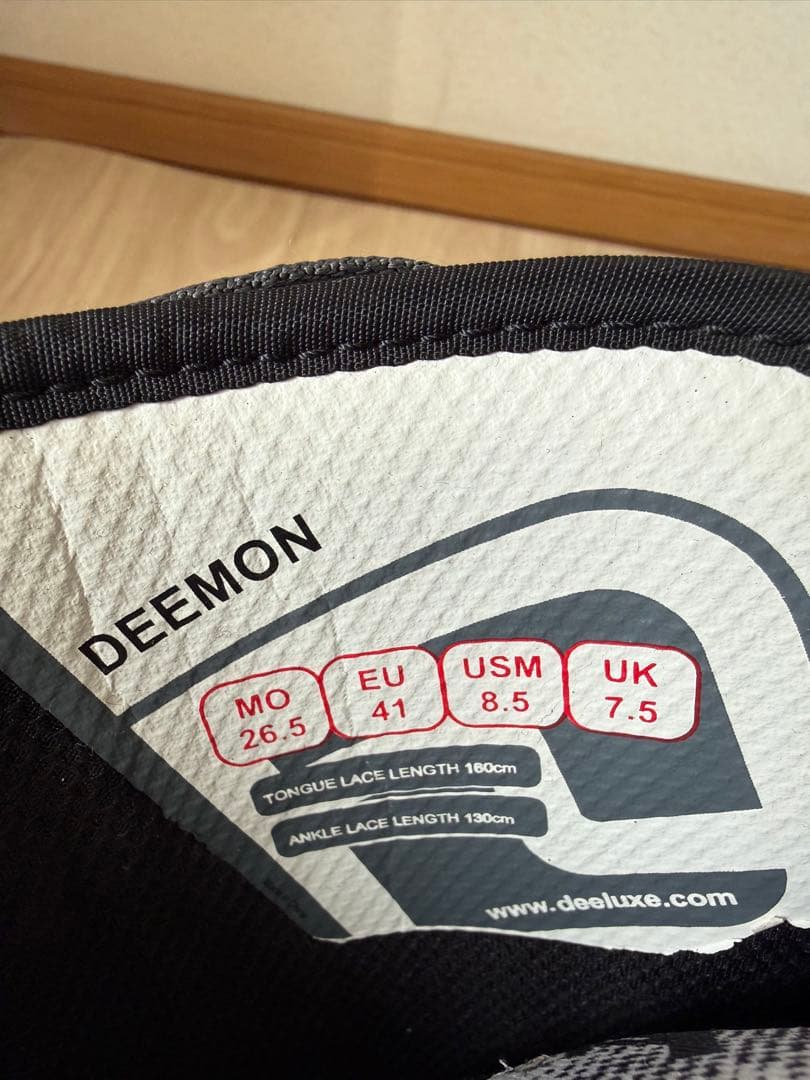 DEEMON
MO EU USM UK
26.5 41 8.5 7.5
TONGUE LACE LENGTH 160cm
ANKLE LACE LENGTH 130cm
www.deeluxe.com